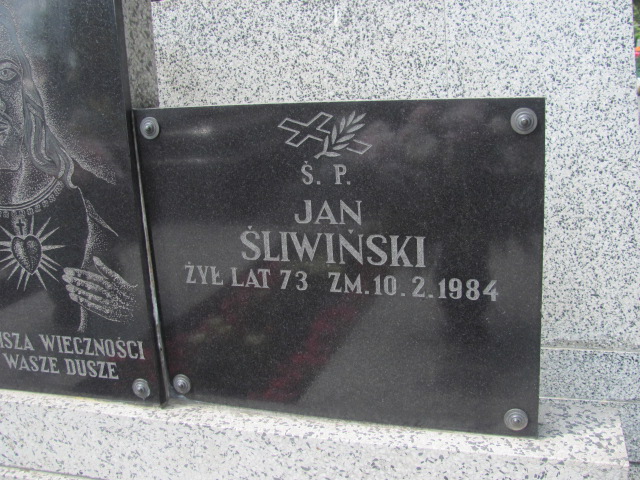 Ś. P.
JAN
ŚLIWIŃSKI
ŻYŁ LAT 73 ZM. 10. 2. 1984
WIECZNOŚCI
WASZE DUSZE